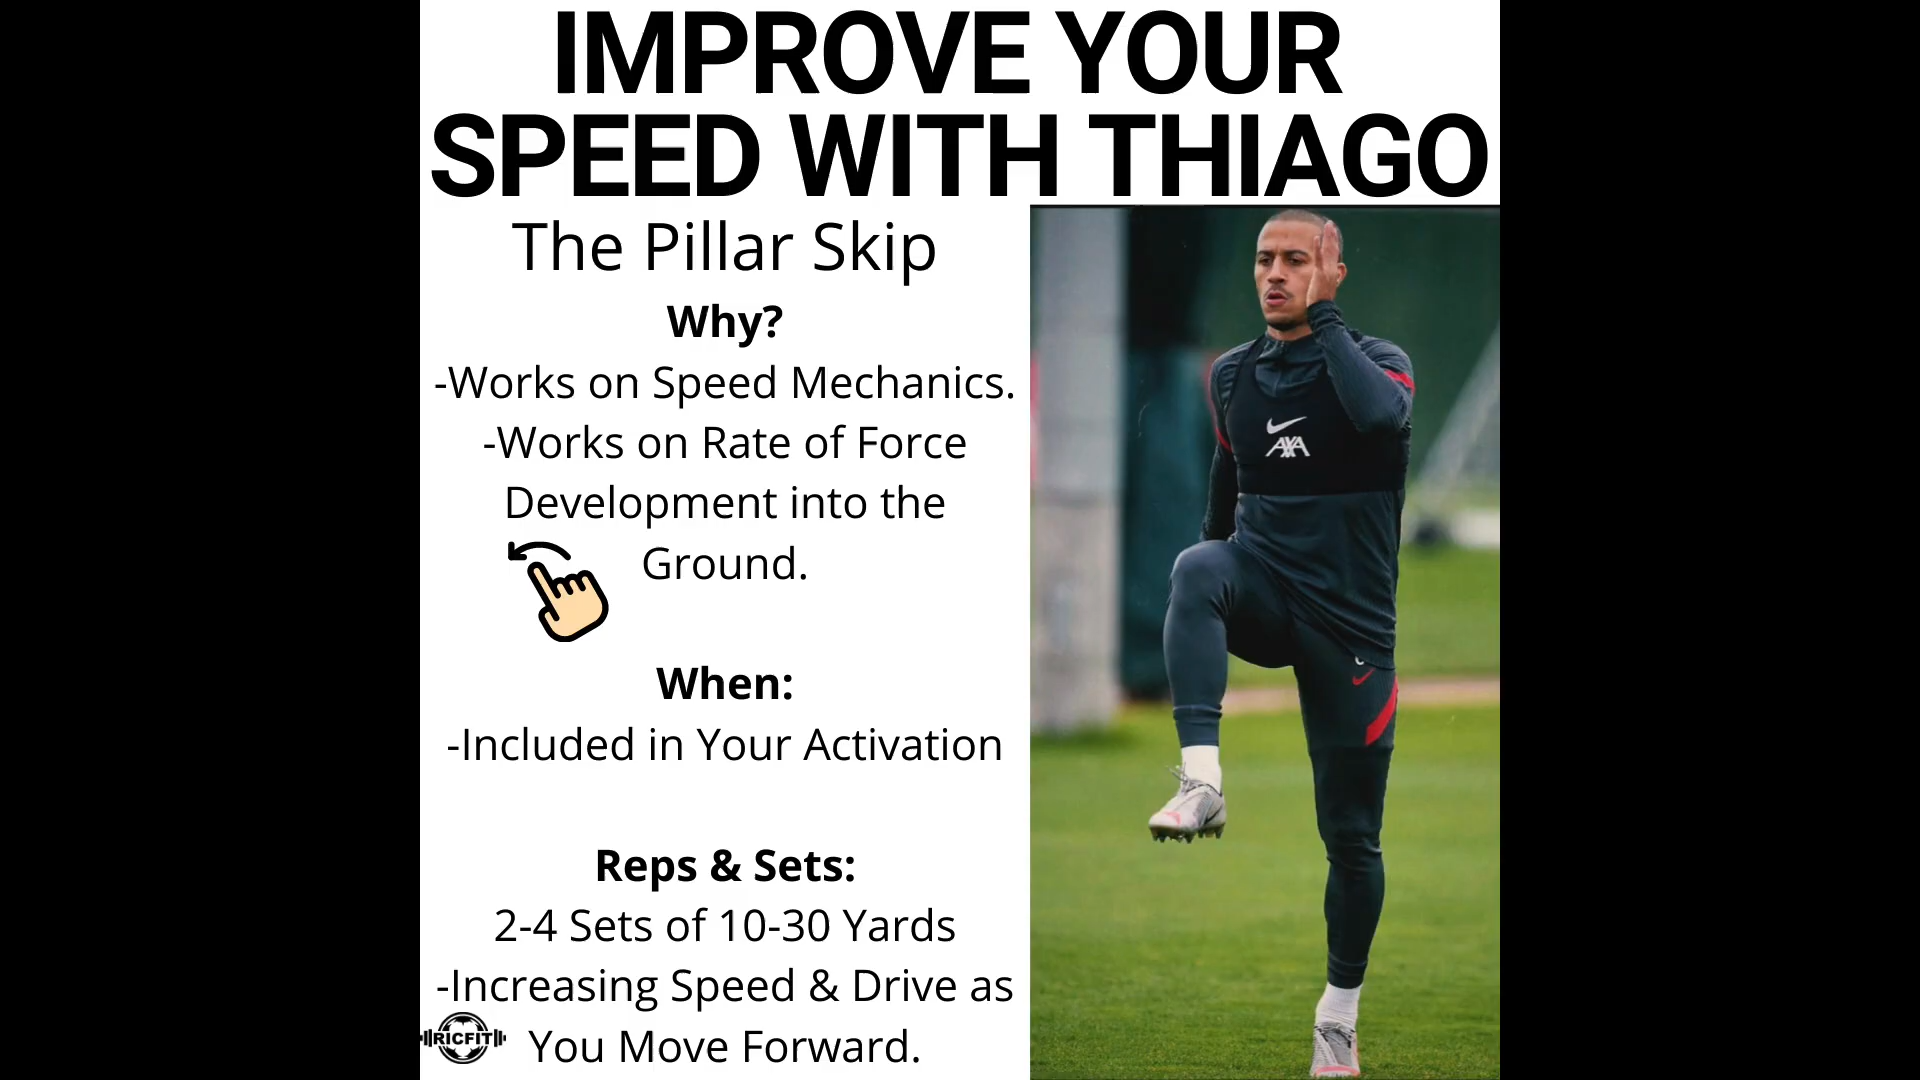 IMPROVE YOUR
SPEED WITH THIAGO
The Pillar Skip
Why?
-Works on Speed Mechanics.
-Works on Rate of Force
Development into the
Ground.
When:
-Included in Your Activation
Reps & Sets:
2-4 Sets of 10-30 Yards
-Increasing Speed & Drive as
You Move Forward.
RICFIT
AXA